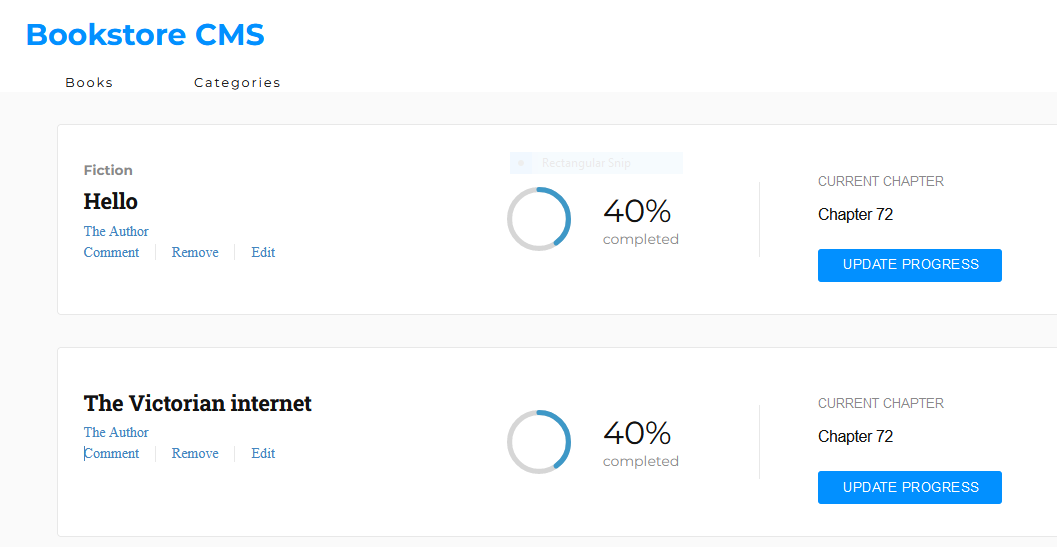 Bookstore CMS
Books Categories
Rectangular Snip
Fiction
Hello
The Author
Comment Remove Edit
40%
completed
CURRENT CHAPTER
Chapter 72
UPDATE PROGRESS
The Victorian internet
The Author
Comment Remove Edit
40%
completed
CURRENT CHAPTER
Chapter 72
UPDATE PROGRESS